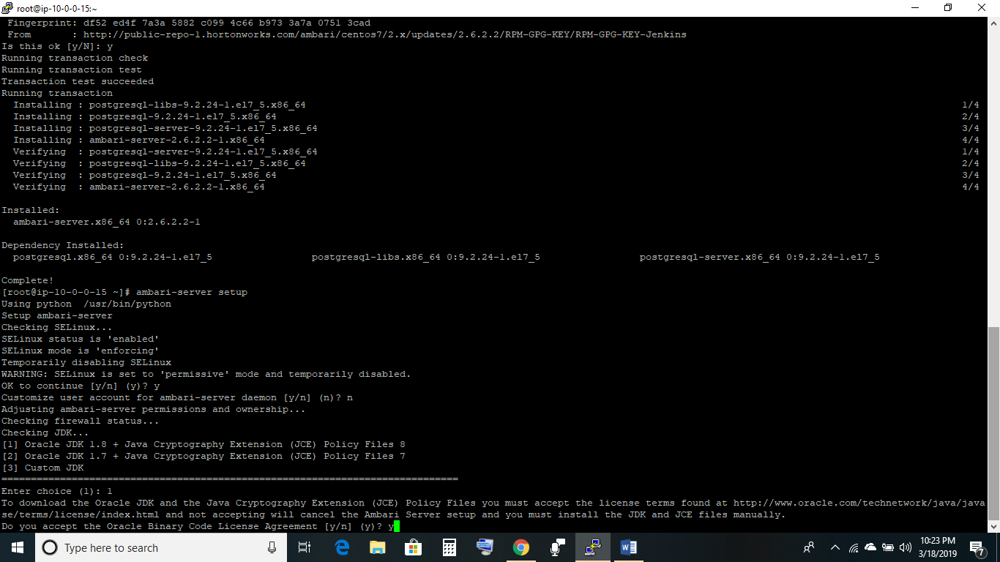 root@ip-10-0-0-15:~
Fingerprint: df52 ed4f 7a3a 5882 c099 4c66 b973 3a7a 0751 3cad
From       : http://public-repo-1.hortonworks.com/ambari/centos7/2.x/updates/2.6.2.2/RPM-GPG-KEY/RPM-GPG-KEY-Jenkins
Is this ok [y/N]: y
Running transaction check
Running transaction test
Transaction test succeeded
Running transaction
  Installing : postgresql-libs-9.2.24-1.el7_5.x86_64 1/4
  Installing : postgresql-9.2.24-1.el7_5.x86_64 2/4
  Installing : postgresql-server-9.2.24-1.el7_5.x86_64 3/4
  Installing : ambari-server-2.6.2.2-1.x86_64 4/4
  Verifying  : postgresql-server-9.2.24-1.el7_5.x86_64 1/4
  Verifying  : postgresql-libs-9.2.24-1.el7_5.x86_64 2/4
  Verifying  : postgresql-9.2.24-1.el7_5.x86_64 3/4
  Verifying  : ambari-server-2.6.2.2-1.x86_64 4/4
Installed:
  ambari-server.x86_64 0:2.6.2.2-1
Dependency Installed:
  postgresql.x86_64 0:9.2.24-1.el7_5 postgresql-libs.x86_64 0:9.2.24-1.el7_5 postgresql-server.x86_64 0:9.2.24-1.el7_5
Complete!
[root@ip-10-0-0-15 ~]# ambari-server setup
Using python  /usr/bin/python
Setup ambari-server
Checking SELinux...
SELinux status is 'enabled'
SELinux mode is 'enforcing'
Temporarily disabling SELinux
WARNING: SELinux is set to 'permissive' mode and temporarily disabled.
OK to continue [y/n] (y)? y
Customize user account for ambari-server daemon [y/n] (n)? n
Adjusting ambari-server permissions and ownership...
Checking firewall status...
Checking JDK...
[1] Oracle JDK 1.8 + Java Cryptography Extension (JCE) Policy Files 8
[2] Oracle JDK 1.7 + Java Cryptography Extension (JCE) Policy Files 7
[3] Custom JDK
==============================================================================
Enter choice (1): 1
To download the Oracle JDK and the Java Cryptography Extension (JCE) Policy Files you must accept the license terms found at http://www.oracle.com/technetwork/java/java
se/terms/license/index.html and not accepting will cancel the Ambari Server setup and you must install the JDK and JCE files manually.
Do you accept the Oracle Binary Code License Agreement [y/n] (y)? y
Type here to search
10:23 PM
3/18/2019
7